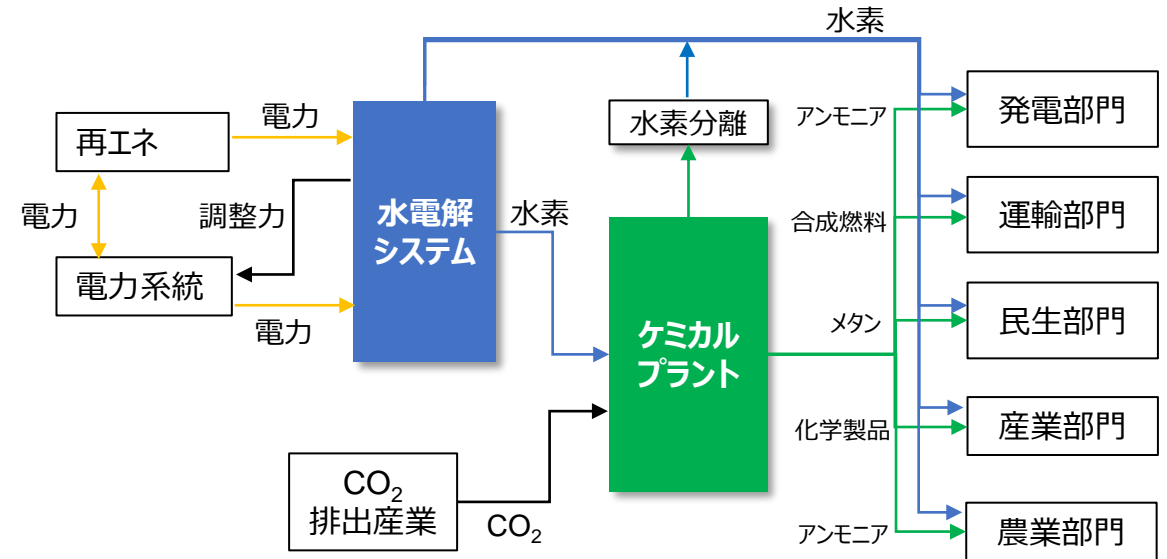 水素
電力
再エネ
電力
調整力
電力系統
電力
水電解
システム
水素
水素分離
ケミカル
プラント
CO2
排出産業
CO2
アンモニア
発電部門
合成燃料
運輸部門
メタン
民生部門
化学製品
産業部門
アンモニア
農業部門